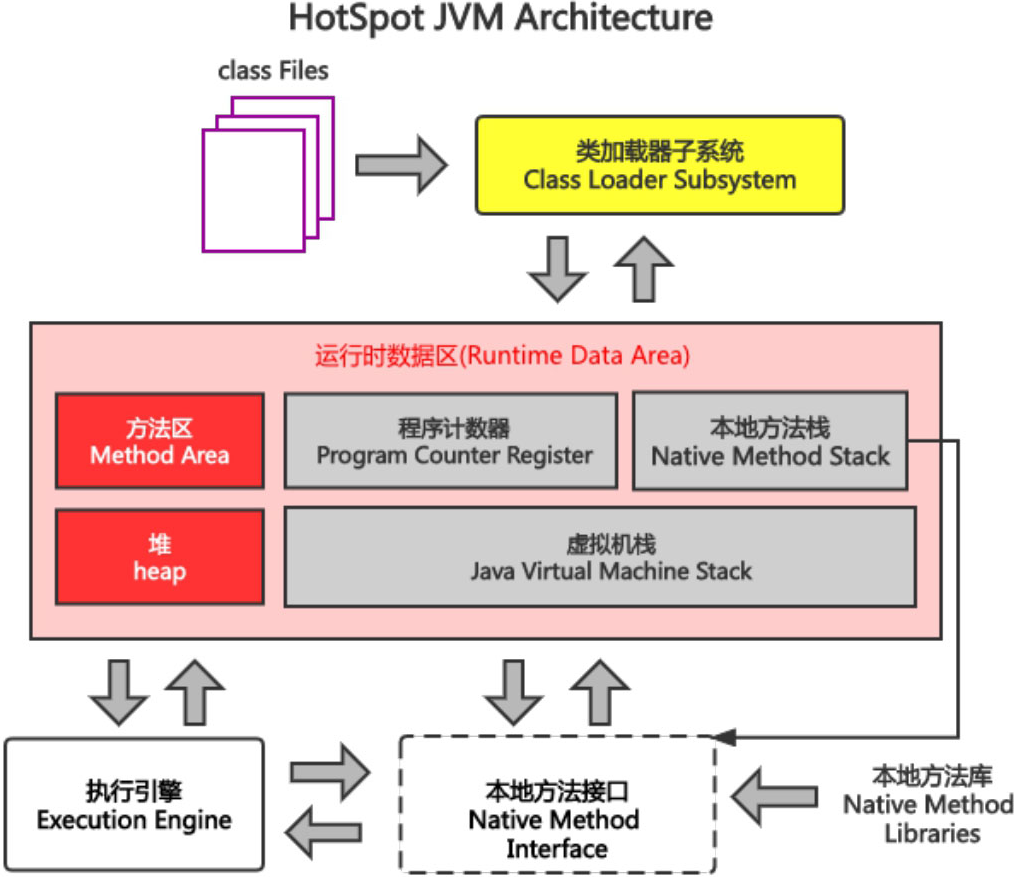 HotSpot JVM Architecture
class Files
类加载器子系统
Class Loader Subsystem
运行时数据区(Runtime Data Area)
方法区
Method Area
程序计数器
Program Counter Register
本地方法栈
Native Method Stack
堆
heap
虚拟机栈
Java Virtual Machine Stack
执行引擎
Execution Engine
本地方法接口
Native Method
Interface
本地方法库
Native Method
Libraries